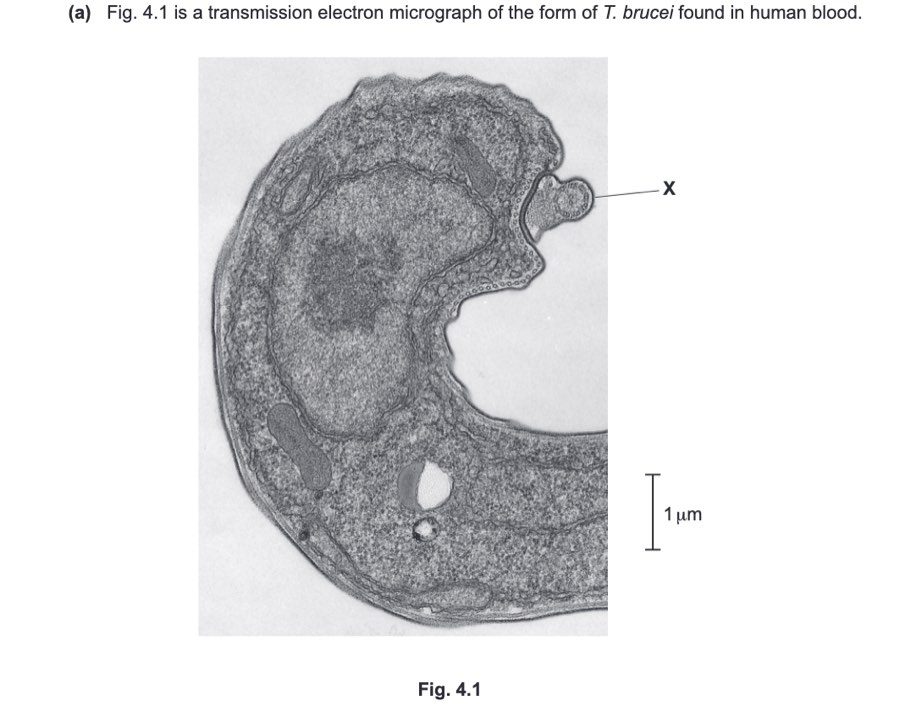 (a) Fig. 4.1 is a transmission electron micrograph of the form of T. brucei found in human blood.
X
1 µm
Fig. 4.1